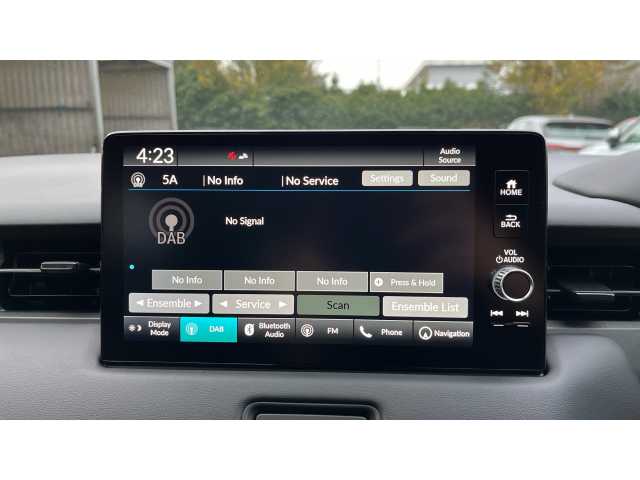 4:23
Audio
Source
5A
No Info
No Service
Settings
Sound
HOME
No Signal
DAB
BACK
VOL
AUDIO
No Info
No Info
No Info
Press & Hold
Ensemble
Service
Scan
Ensemble List
Display
Mode
DAB
Bluetooth
Audio
FM
Phone
Navigation